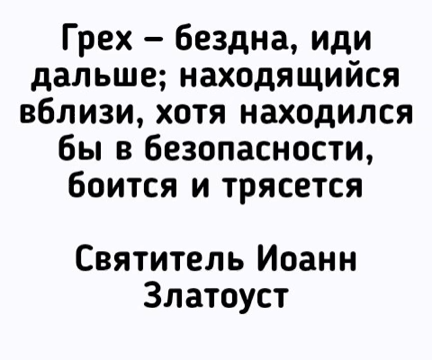 Грех – бездна, иди
дальше; находящийся
вблизи, хотя находился
бы в безопасности,
боится и трясется
Святитель Иоанн
Златоуст